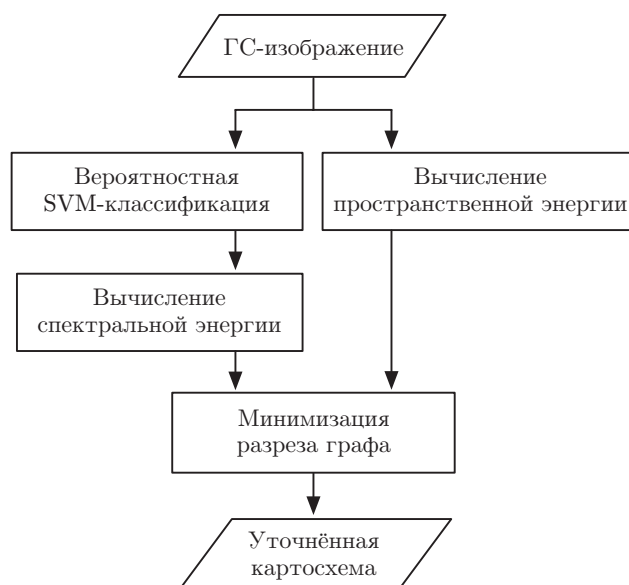 ГС-изображение
Вероятностная
SVM-классификация
Вычисление
пространственной энергии
Вычисление
спектральной энергии
Минимизация
разреза графа
Уточнённая
картосхема